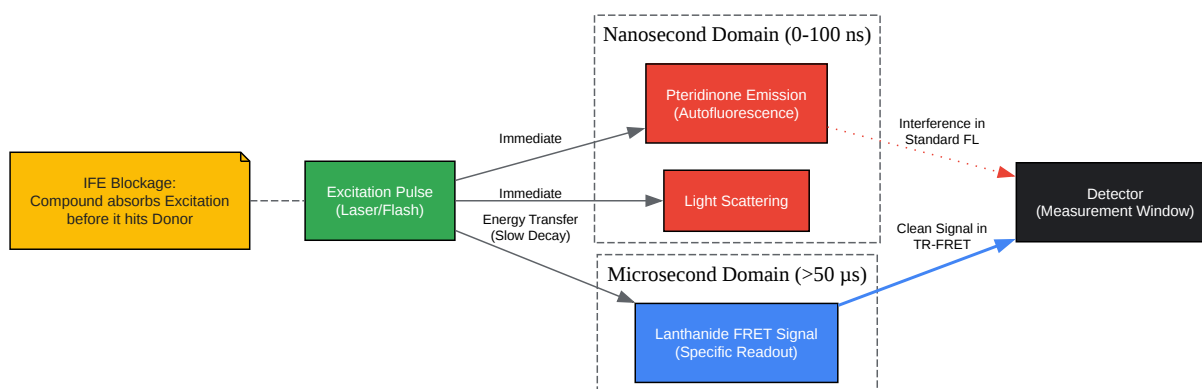 Nanosecond Domain (0-100 ns)
Pteridinone Emission
(Autofluorescence)
Interference in
Standard FL
Immediate
IFE Blockage:
Compound absorbs Excitation
before it hits Donor
Excitation Pulse
(Laser/Flash)
Immediate
Light Scattering
Detector
(Measurement Window)
Energy Transfer
(Slow Decay)
Clean Signal in
TR-FRET
Microsecond Domain (>50 µs)
Lanthanide FRET Signal
(Specific Readout)